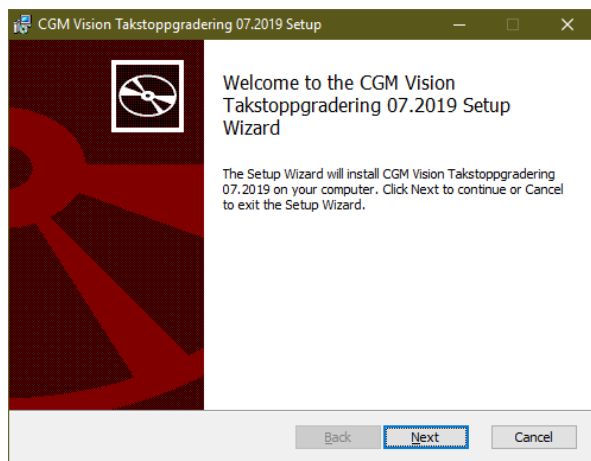 CGM Vision Takstoppgradering 07.2019 Setup
Welcome to the CGM Vision
Takstoppgradering 07.2019 Setup
Wizard
The Setup Wizard will install CGM Vision Takstoppgradering
07.2019 on your computer. Click Next to continue or Cancel
to exit the Setup Wizard.
Back Next Cancel